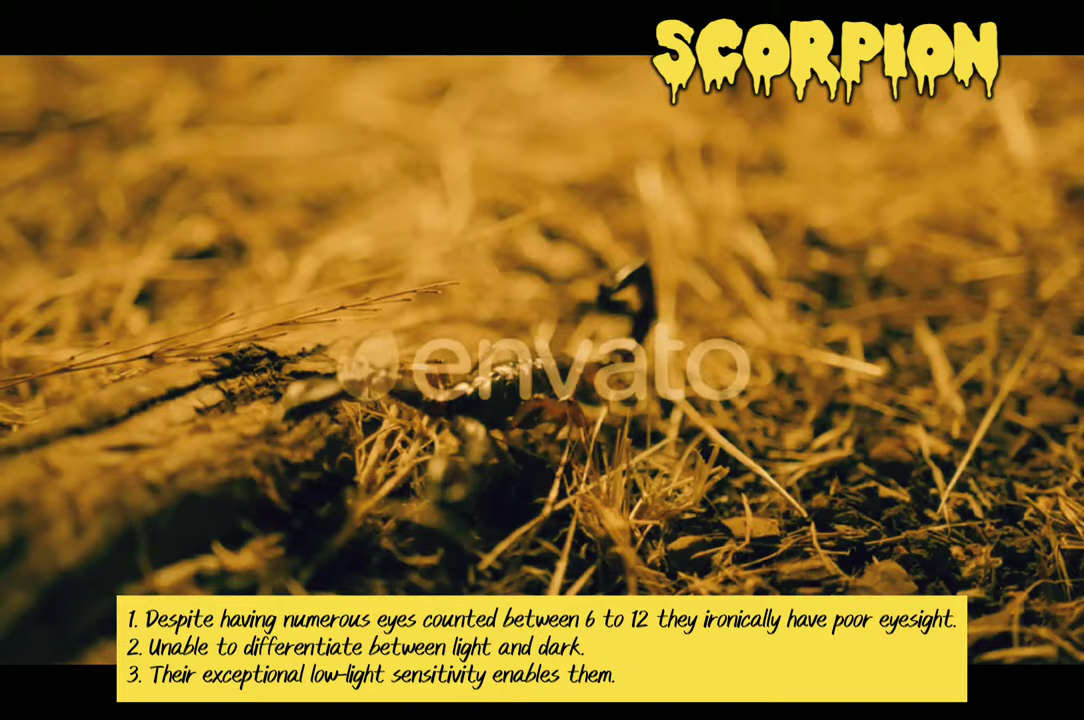 SCORPION
envato
1. Despite having numerous eyes counted between 6 to 12 they ironically have poor eyesight.
2. Unable to differentiate between light and dark.
3. Their exceptional low-light sensitivity enables them.